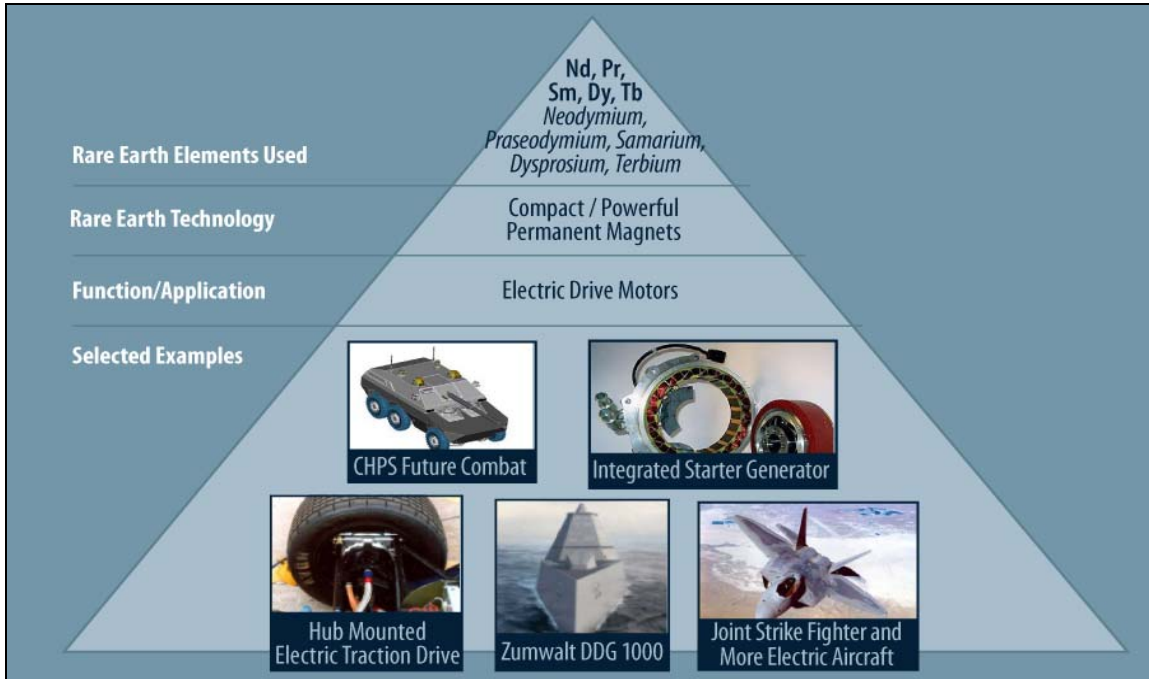 Nd, Pr,
Sm, Dy, Tb
Neodymium,
Praseodymium, Samarium,
Dysprosium, Terbium
Rare Earth Elements Used
Compact / Powerful
Permanent Magnets
Rare Earth Technology
Function/Application
Electric Drive Motors
Selected Examples
CHPS Future Combat
Integrated Starter Generator
Hub Mounted
Electric Traction Drive
Zumwalt DDG 1000
Joint Strike Fighter and
More Electric Aircraft